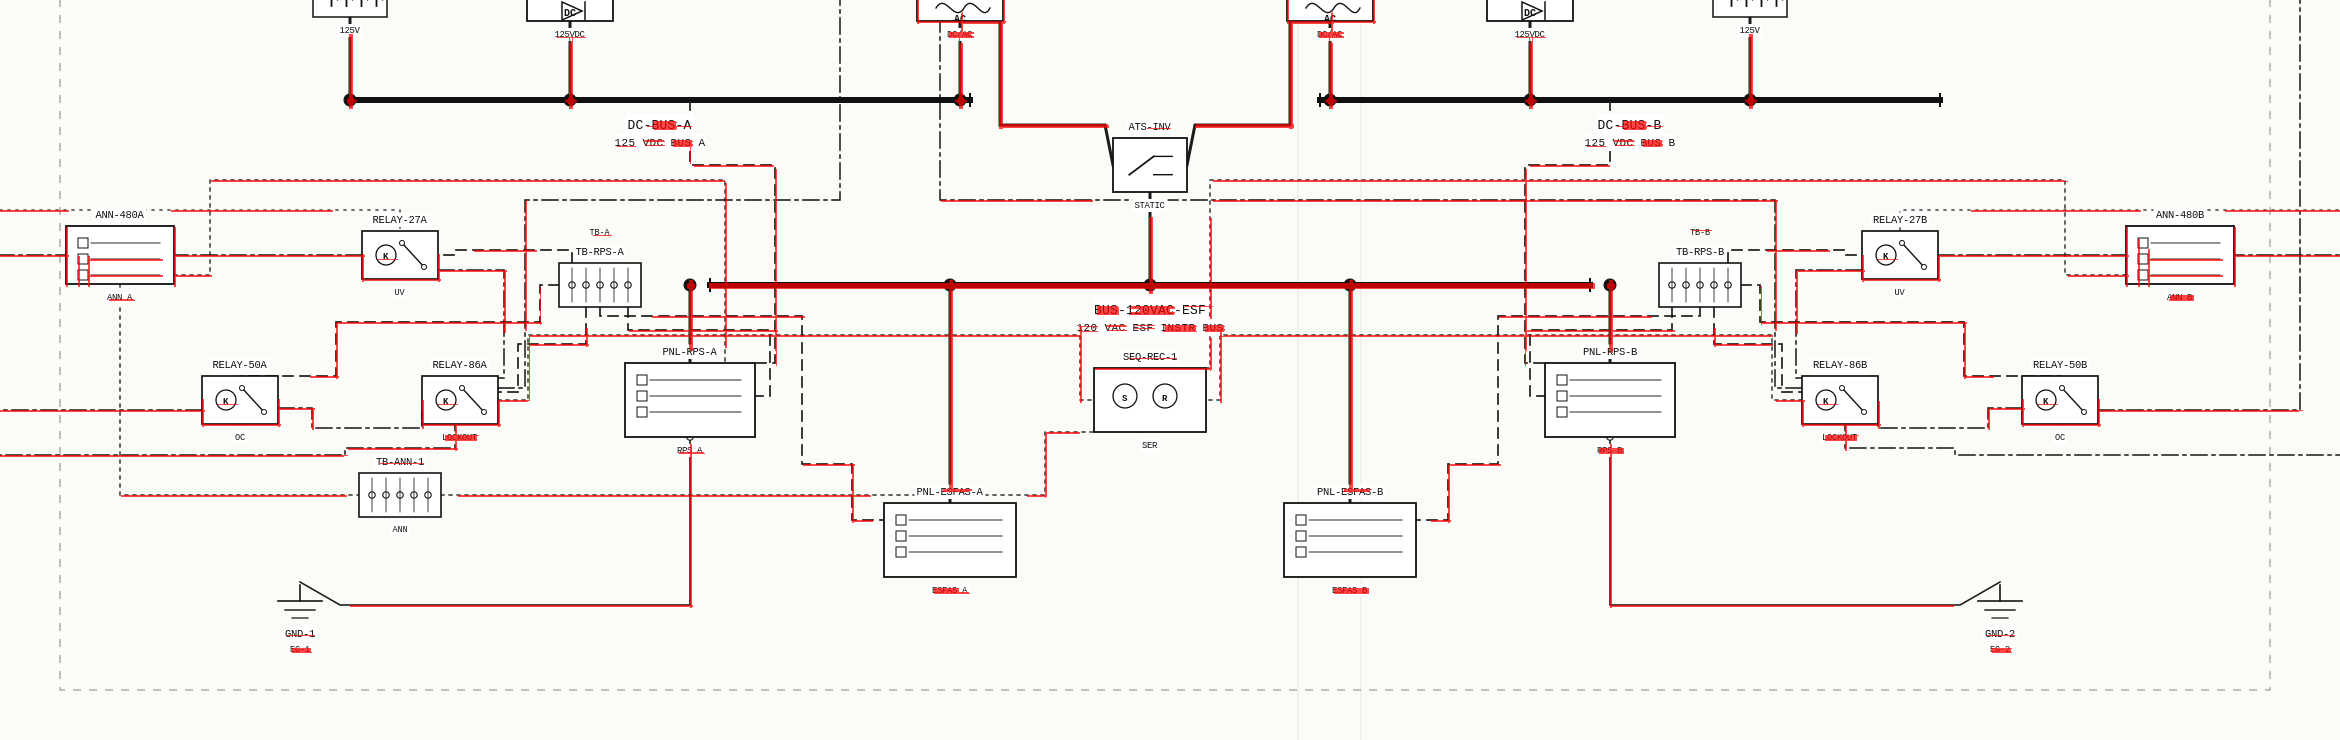 DC
AC
AC
DC
125V
125VDC
DC/AC
DC/AC
125VDC
125V
DC-BUS-A
125 VDC BUS A
ATS-INV
DC-BUS-B
125 VDC BUS B
STATIC
ANN-480A
RELAY-27A
TB-A
TB-RPS-A
TB-B
TB-RPS-B
RELAY-27B
ANN-480B
K
K
ANN A
UV
UV
ANN B
BUS-120VAC-ESF
120 VAC ESF INSTR BUS
RELAY-50A
RELAY-86A
PNL-RPS-A
SEQ-REC-1
PNL-RPS-B
RELAY-86B
RELAY-50B
K
K
S
R
K
K
OC
LOCKOUT
RPS A
SER
RPS B
LOCKOUT
OC
TB-ANN-1
ANN
PNL-ESFAS-A
PNL-ESFAS-B
ESFAS A
ESFAS B
GND-1
EG-1
GND-2
EG-2